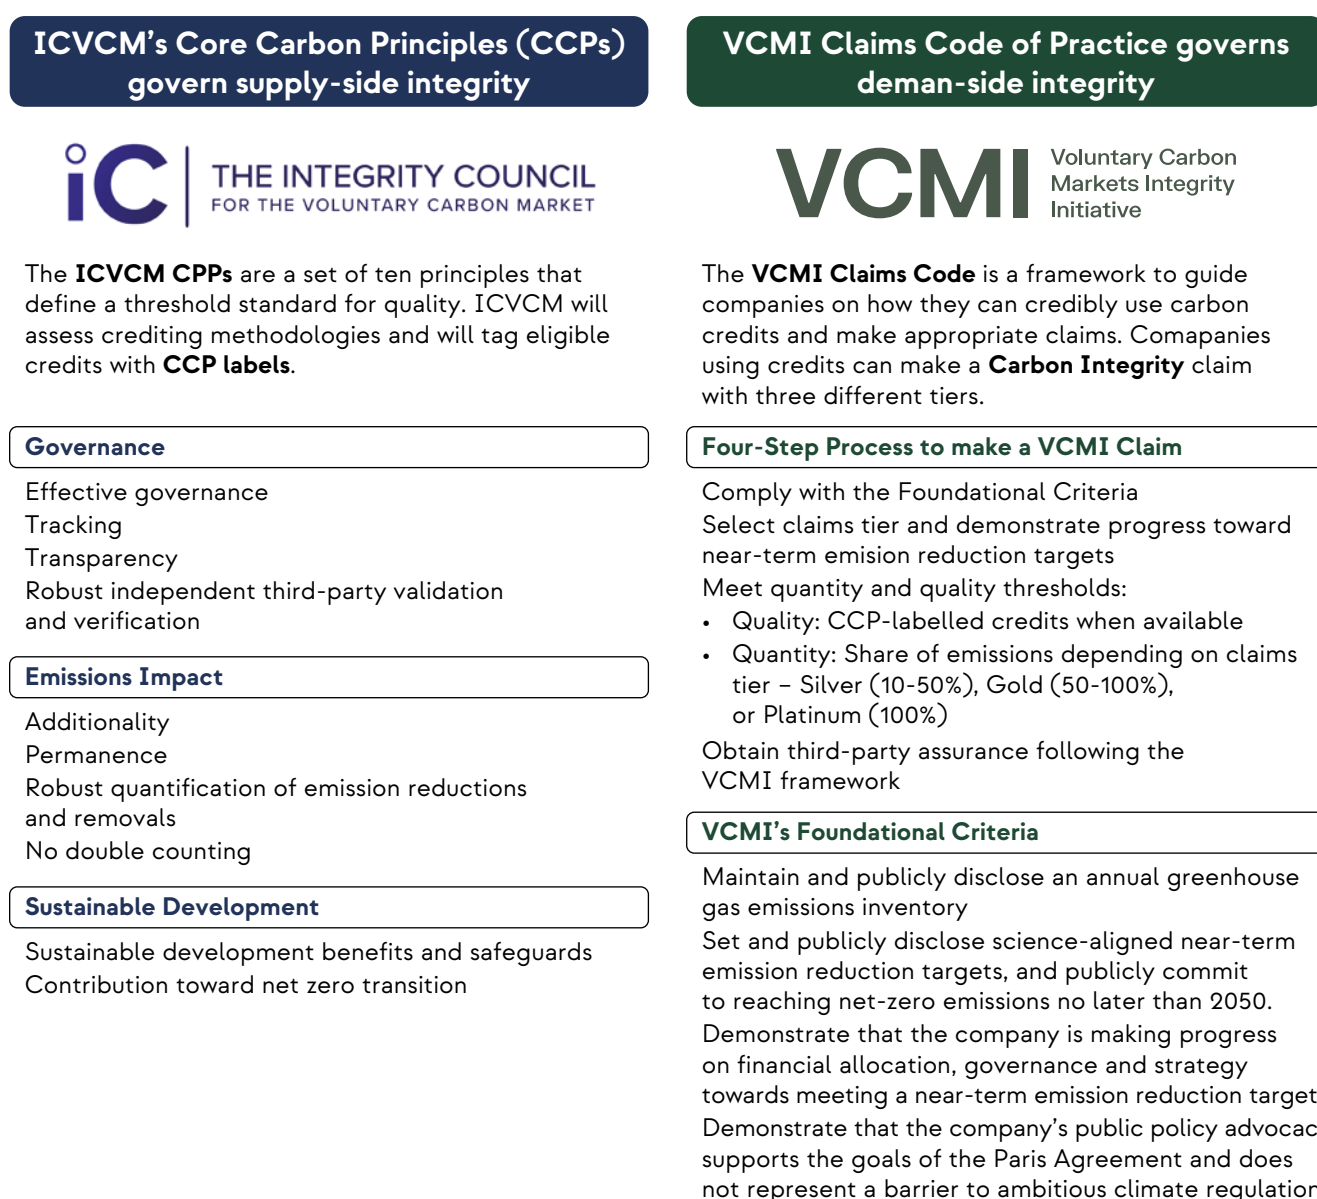 ICVCM's Core Carbon Principles (CCPs)
govern supply-side integrity
iC
THE INTEGRITY COUNCIL
FOR THE VOLUNTARY CARBON MARKET
The ICVCM CPPs are a set of ten principles that
define a threshold standard for quality. ICVCM will
assess crediting methodologies and will tag eligible
credits with CCP labels.
Governance
Effective governance
Tracking
Transparency
Robust independent third-party validation
and verification
Emissions Impact
Additionality
Permanence
Robust quantification of emission reductions
and removals
No double counting
Sustainable Development
Sustainable development benefits and safeguards
Contribution toward net zero transition
VCMI Claims Code of Practice governs
deman-side integrity
VCMI
Voluntary Carbon
Markets Integrity
Initiative
The VCMI Claims Code is a framework to guide
companies on how they can credibly use carbon
credits and make appropriate claims. Comapanies
using credits can make a Carbon Integrity claim
with three different tiers.
Four-Step Process to make a VCMI Claim
Comply with the Foundational Criteria
Select claims tier and demonstrate progress toward
near-term emision reduction targets
Meet quantity and quality thresholds:
• Quality: CCP-labelled credits when available
• Quantity: Share of emissions depending on claims
tier – Silver (10-50%), Gold (50-100%),
or Platinum (100%)
Obtain third-party assurance following the
VCMI framework
VCMI's Foundational Criteria
Maintain and publicly disclose an annual greenhouse
gas emissions inventory
Set and publicly disclose science-aligned near-term
emission reduction targets, and publicly commit
to reaching net-zero emissions no later than 2050.
Demonstrate that the company is making progress
on financial allocation, governance and strategy
towards meeting a near-term emission reduction target
Demonstrate that the company's public policy advocac
supports the goals of the Paris Agreement and does
not represent a barrier to ambitious climate regulation